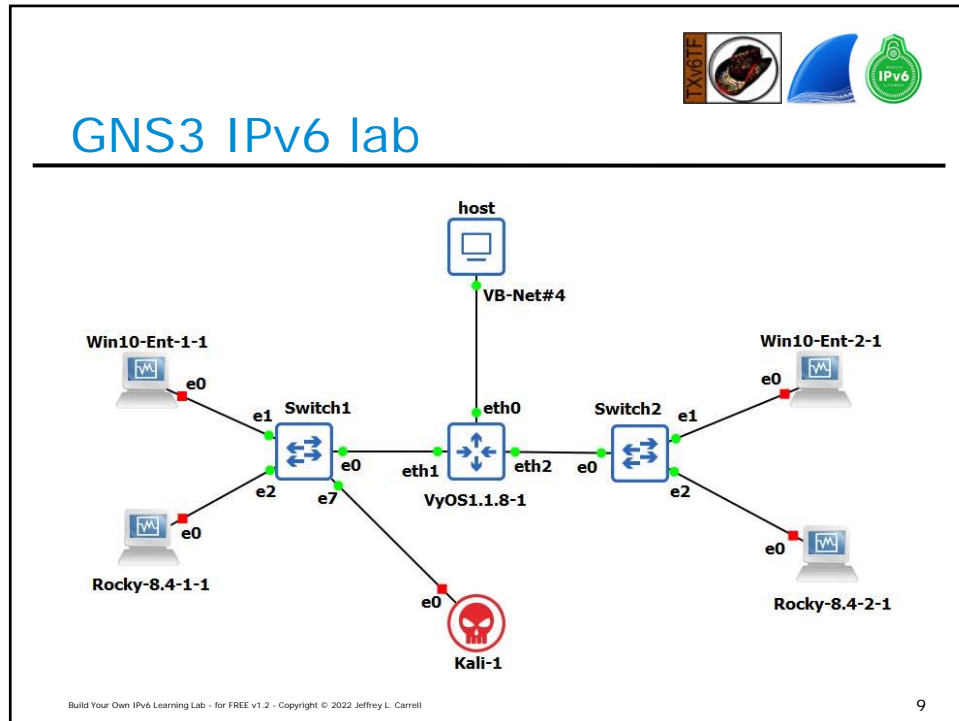 TXv6TF
WORLD
IPv6
LAUNCH
GNS3 IPv6 lab
host
VB-Net#4
Win10-Ent-1-1
Win10-Ent-2-1
e0
e0
Switch1
eth0
Switch2
e1
e1
e0
eth1
eth2
e0
e2
e7
VyOS1.1.8-1
e2
e0
e0
Rocky-8.4-1-1
e0
Rocky-8.4-2-1
Kali-1
Build Your Own IPv6 Learning Lab - for FREE v1.2 - Copyright © 2022 Jeffrey L. Carrell
9